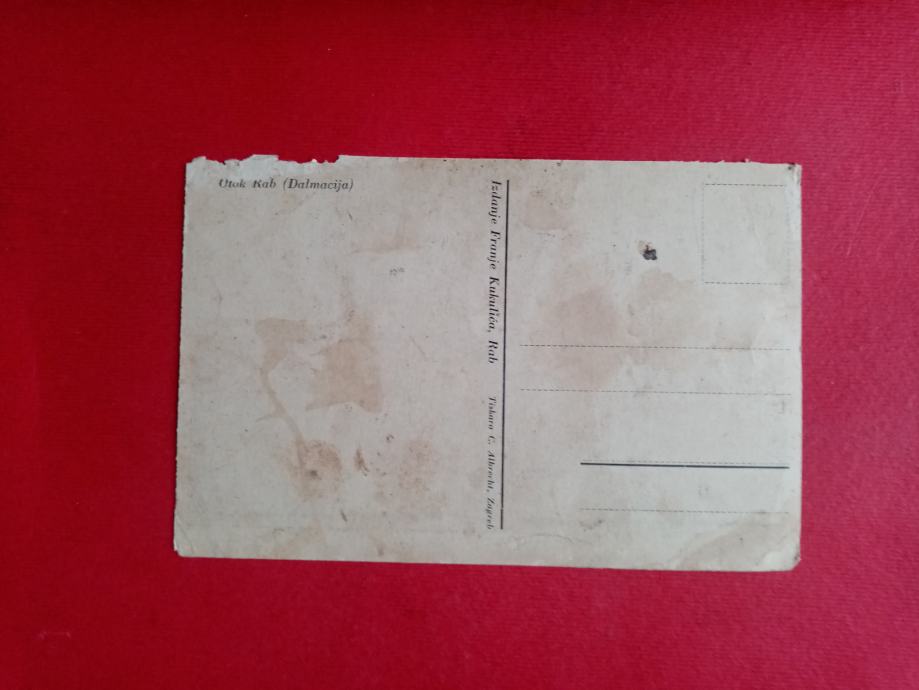 Otok Rab (Dalmacija)
Izdanje Franje Kukulića, Rab
Tiskara C. Albrecht, Zagreb